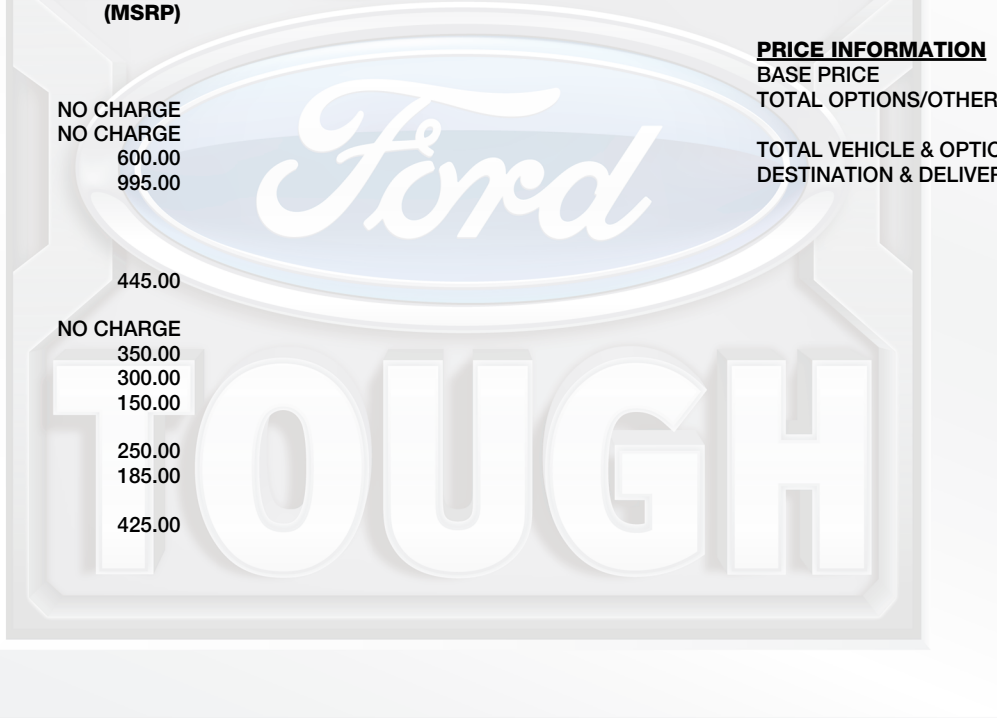 (MSRP)
NO CHARGE
NO CHARGE
600.00
995.00
445.00
NO CHARGE
350.00
300.00
150.00
250.00
185.00
425.00
PRICE INFORMATION
BASE PRICE
TOTAL OPTIONS/OTHER
TOTAL VEHICLE & OPTIO
DESTINATION & DELIVER
Ford
TOUGH